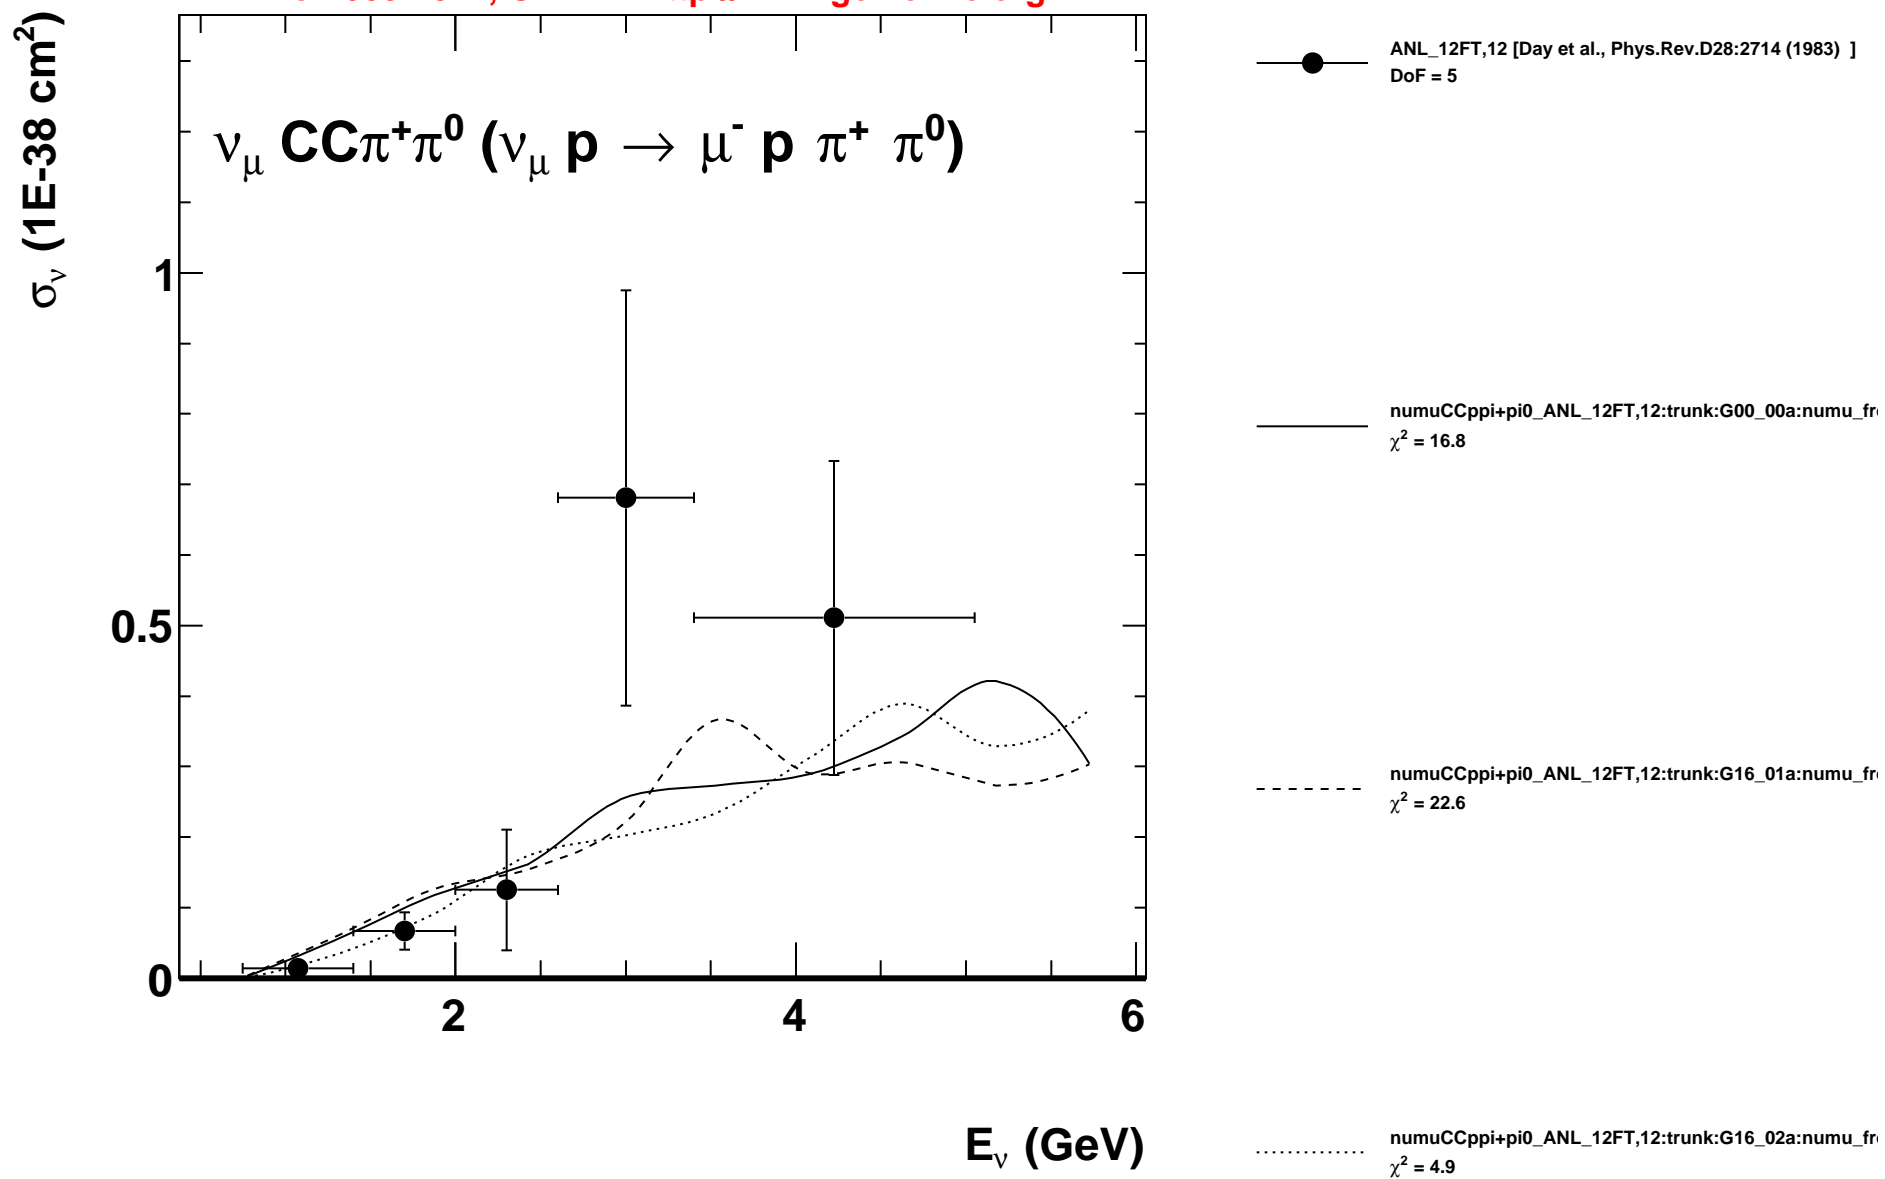 σν (1E-38 cm2)
νμ CCπ+π0 (νμ p → μ- p π+ π0)
1
0.5
0
2
4
6
Eν (GeV)
ANL_12FT,12 [Day et al., Phys.Rev.D28:2714 (1983) ]
DoF = 5
numuCCppi+pi0_ANL_12FT,12:trunk:G00_00a:numu_fr
χ2 = 16.8
numuCCppi+pi0_ANL_12FT,12:trunk:G16_01a:numu_fr
χ2 = 22.6
numuCCppi+pi0_ANL_12FT,12:trunk:G16_02a:numu_fr
χ2 = 4.9